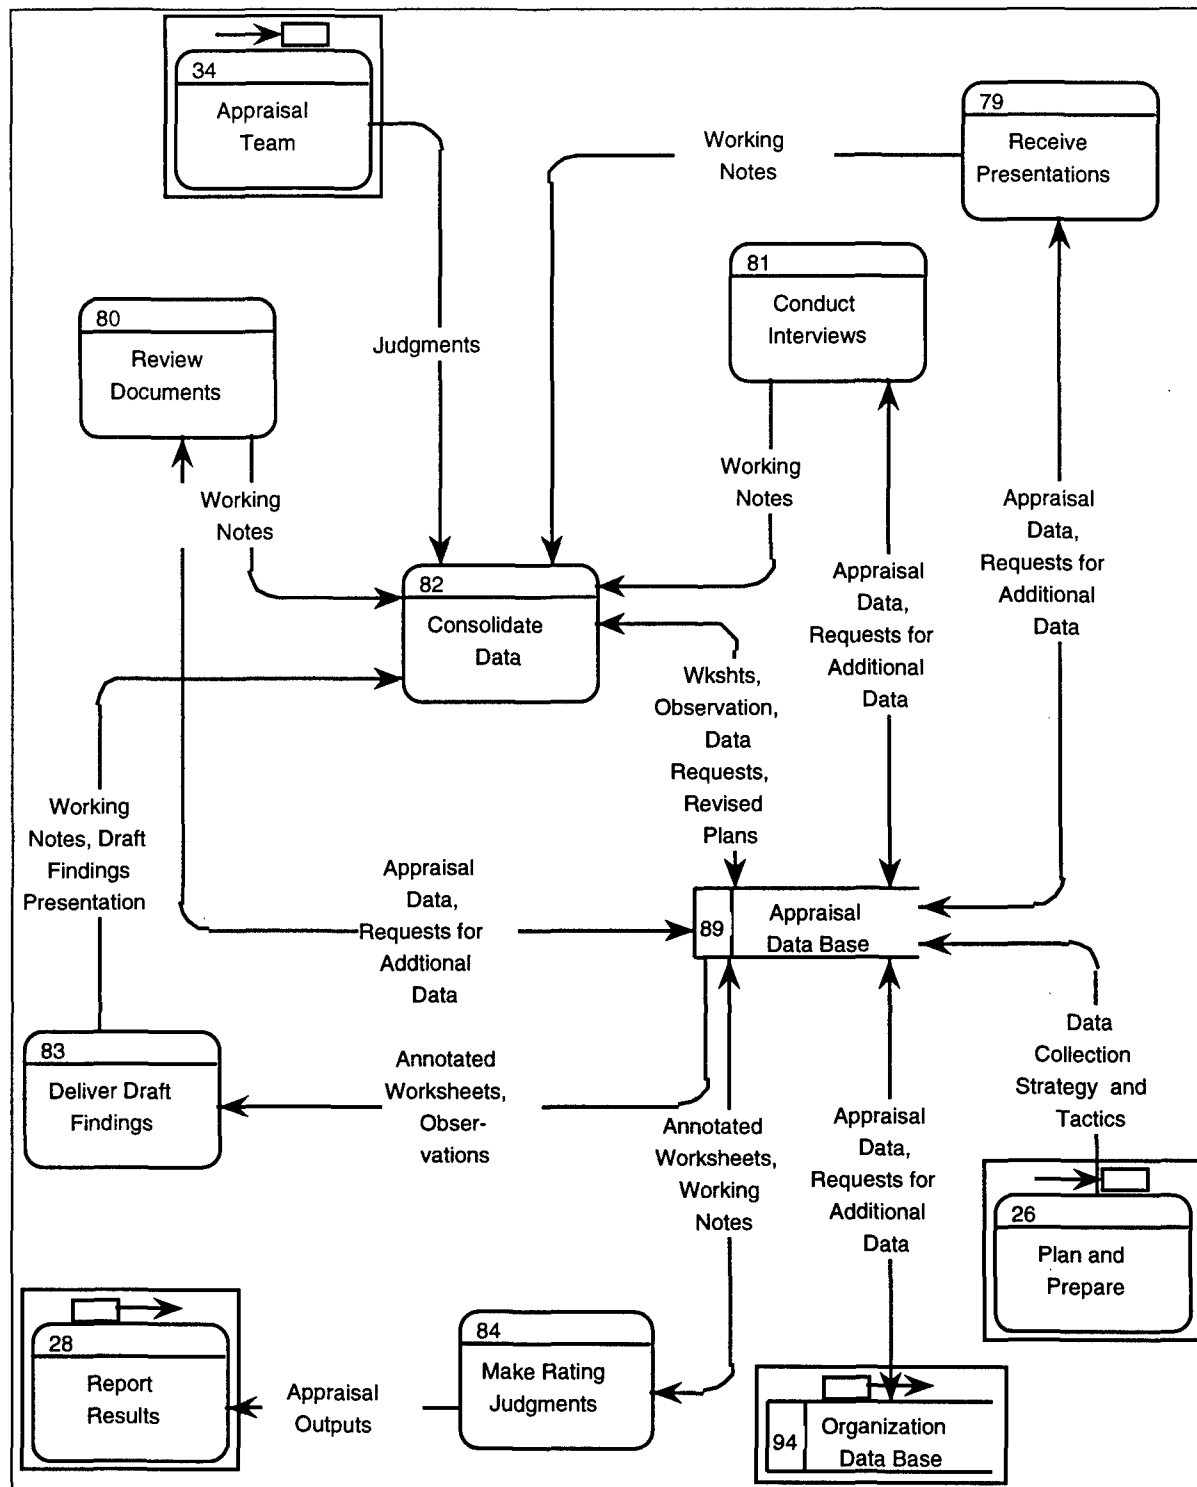 34
Appraisal
Team
79
Receive
Presentations
Working
Notes
81
Conduct
Interviews
80
Review
Documents
Judgments
Working
Notes
Working
Notes
Appraisal
Data,
Requests for
Additional
Data
Appraisal
Data,
Requests for
Additional
Data
82
Consolidate
Data
Wkshts,
Observation,
Data
Requests,
Revised
Plans
Working
Notes, Draft
Findings
Presentation
Appraisal
Data,
Requests for
Addtional
Data
89
Appraisal
Data Base
83
Deliver Draft
Findings
Annotated
Worksheets,
Obser-
vations
Annotated
Worksheets,
Working
Notes
Appraisal
Data,
Requests for
Additional
Data
Data
Collection
Strategy and
Tactics
26
Plan and
Prepare
28
Report
Results
Appraisal
Outputs
84
Make Rating
Judgments
94
Organization
Data Base